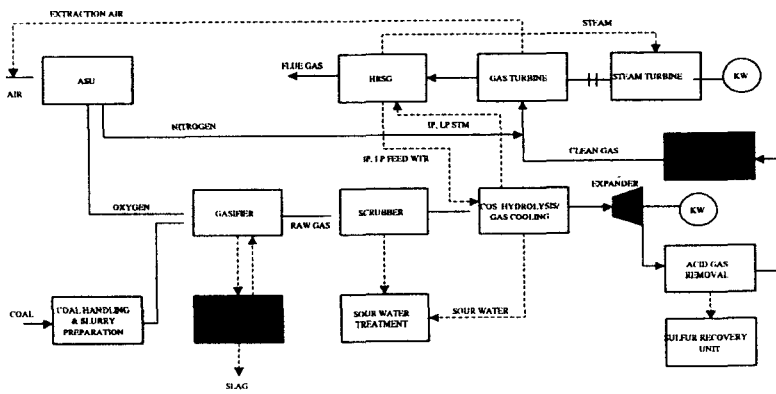 EXTRACTION AIR
STEAM
FLUE GAS
HRSG
GAS TURBINE
STEAM TURBINE
KW
ASU
AIR
NITROGEN
IP, LP STM
CLEAN GAS
IP, LP FEED WTR
EXPANDER
OXYGEN
GASIFIER
RAW GAS
SCRUBBER
COS HYDROLYSIS/
GAS COOLING
KW
ACID GAS
REMOVAL
COAL
COAL HANDLING
& SLURRY
PREPARATION
SOUR WATER
TREATMENT
SOUR WATER
SULFUR RECOVERY
UNIT
SLAG